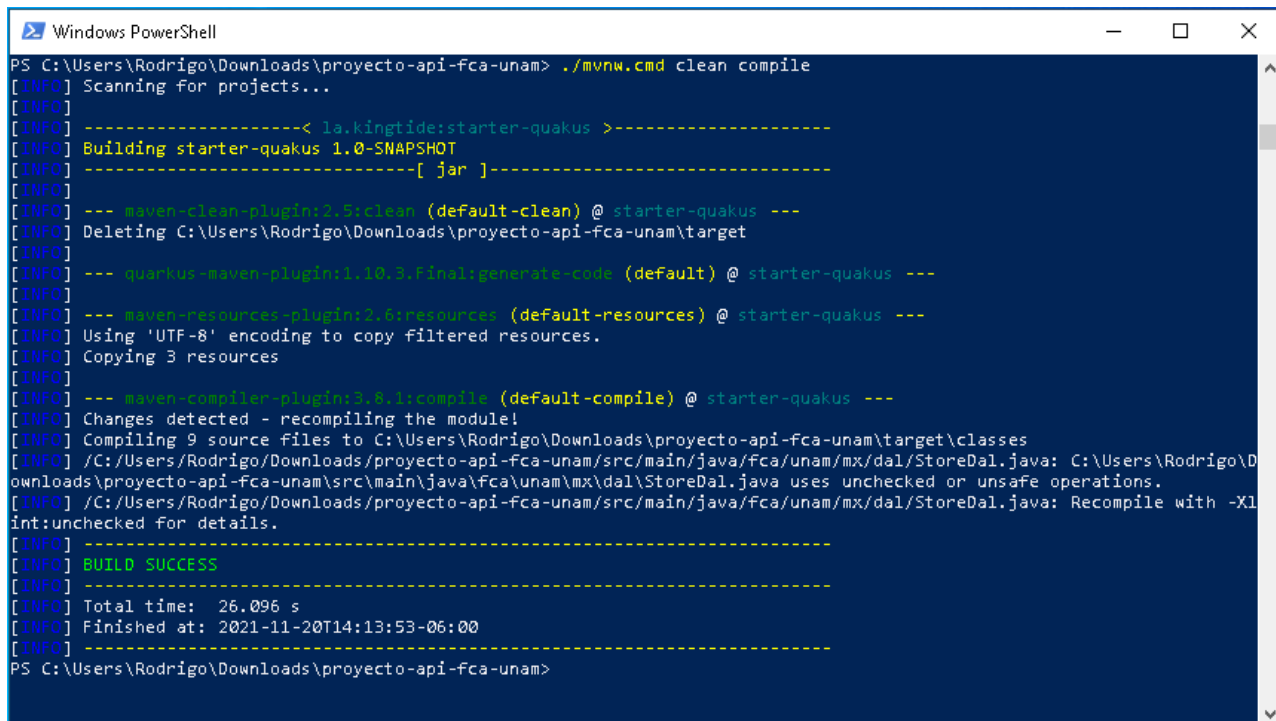 Windows PowerShell
PS C:\Users\Rodrigo\Downloads\proyecto-api-fca-unam> ./mvnw.cmd clean compile
[INFO] Scanning for projects...
[INFO]
[INFO] ---------------------< la.kingtide:starter-quakus >---------------------
[INFO] Building starter-quakus 1.0-SNAPSHOT
[INFO] --------------------------------[ jar ]---------------------------------
[INFO]
[INFO] --- maven-clean-plugin:2.5:clean (default-clean) @ starter-quakus ---
[INFO] Deleting C:\Users\Rodrigo\Downloads\proyecto-api-fca-unam\target
[INFO]
[INFO] --- quarkus-maven-plugin:1.10.3.Final:generate-code (default) @ starter-quakus ---
[INFO]
[INFO] --- maven-resources-plugin:2.6:resources (default-resources) @ starter-quakus ---
[INFO] Using 'UTF-8' encoding to copy filtered resources.
[INFO] Copying 3 resources
[INFO]
[INFO] --- maven-compiler-plugin:3.8.1:compile (default-compile) @ starter-quakus ---
[INFO] Changes detected - recompiling the module!
[INFO] Compiling 9 source files to C:\Users\Rodrigo\Downloads\proyecto-api-fca-unam\target\classes
[INFO] /C:/Users/Rodrigo/Downloads/proyecto-api-fca-unam/src/main/java/fca/unam/mx/dal/StoreDal.java: C:\Users\Rodrigo\D
ownloads\proyecto-api-fca-unam\src\main\java\fca\unam\mx\dal\StoreDal.java uses unchecked or unsafe operations.
[INFO] /C:/Users/Rodrigo/Downloads/proyecto-api-fca-unam/src/main/java/fca/unam/mx/dal/StoreDal.java: Recompile with -Xl
int:unchecked for details.
[INFO] ------------------------------------------------------------------------
[INFO] BUILD SUCCESS
[INFO] ------------------------------------------------------------------------
[INFO] Total time:  26.096 s
[INFO] Finished at: 2021-11-20T14:13:53-06:00
[INFO] ------------------------------------------------------------------------
PS C:\Users\Rodrigo\Downloads\proyecto-api-fca-unam>